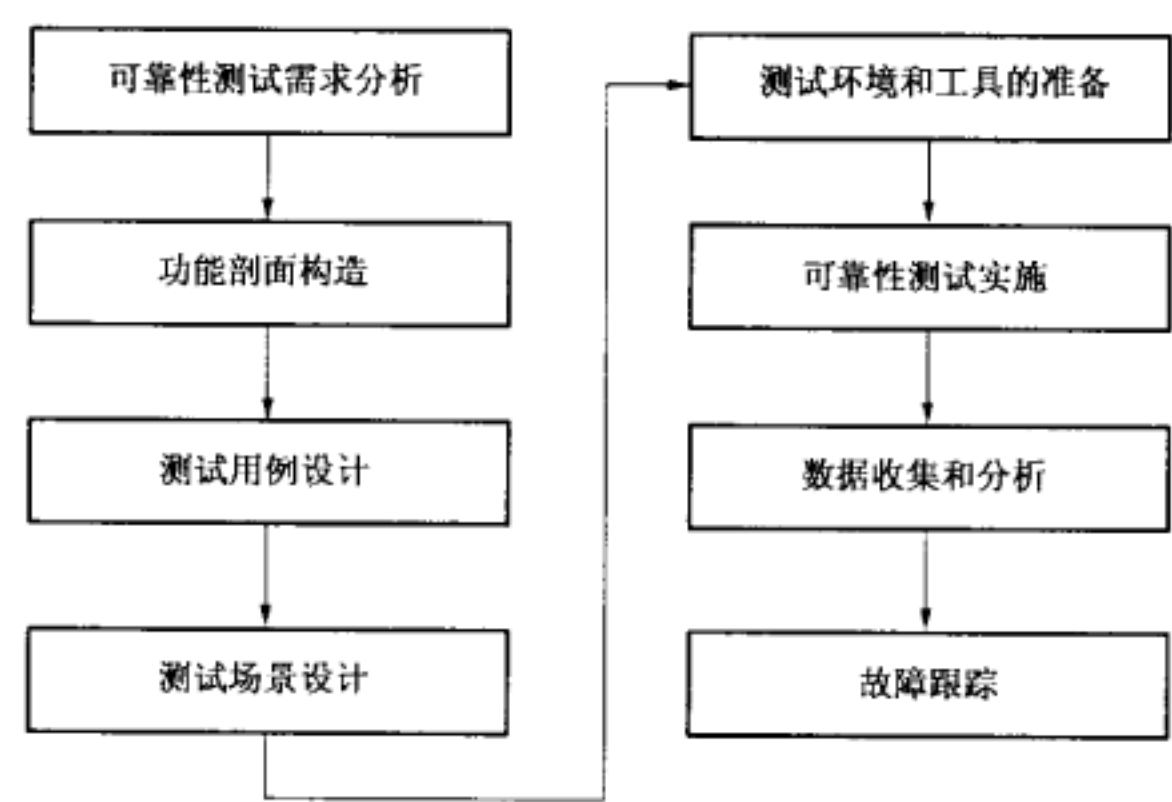 可靠性测试需求分析
功能剖面构造
测试用例设计
测试场景设计
测试环境和工具的准备
可靠性测试实施
数据收集和分析
故障跟踪